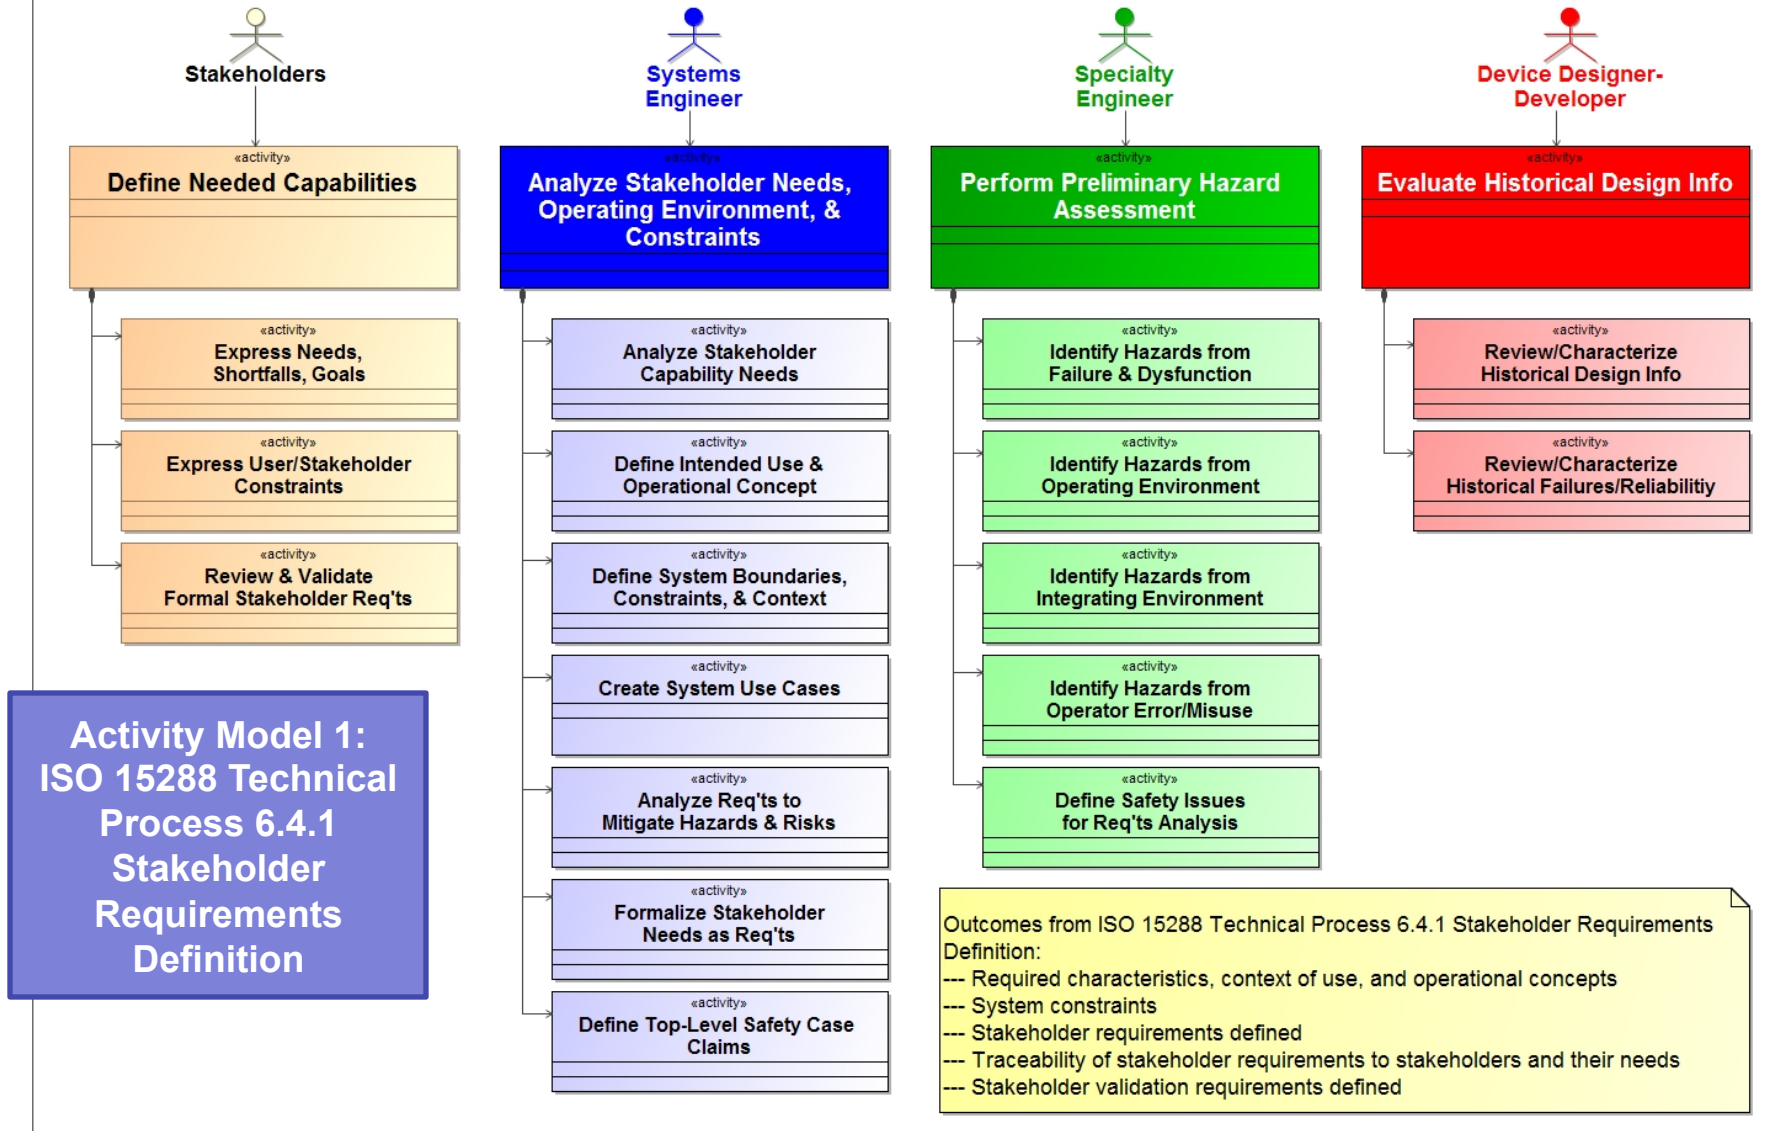 Stakeholders
«activity»
Define Needed Capabilities
«activity»
Express Needs,
Shortfalls, Goals
«activity»
Express User/Stakeholder
Constraints
«activity»
Review & Validate
Formal Stakeholder Req'ts
Systems
Engineer
«activity»
Analyze Stakeholder Needs,
Operating Environment, &
Constraints
«activity»
Analyze Stakeholder
Capability Needs
«activity»
Define Intended Use &
Operational Concept
«activity»
Define System Boundaries,
Constraints, & Context
«activity»
Create System Use Cases
«activity»
Analyze Req'ts to
Mitigate Hazards & Risks
«activity»
Formalize Stakeholder
Needs as Req'ts
«activity»
Define Top-Level Safety Case
Claims
Specialty
Engineer
«activity»
Perform Preliminary Hazard
Assessment
«activity»
Identify Hazards from
Failure & Dysfunction
«activity»
Identify Hazards from
Operating Environment
«activity»
Identify Hazards from
Integrating Environment
«activity»
Identify Hazards from
Operator Error/Misuse
«activity»
Define Safety Issues
for Req'ts Analysis
Device Designer-
Developer
«activity»
Evaluate Historical Design Info
«activity»
Review/Characterize
Historical Design Info
«activity»
Review/Characterize
Historical Failures/Reliabilitiy
Activity Model 1:
ISO 15288 Technical
Process 6.4.1
Stakeholder
Requirements
Definition
Outcomes from ISO 15288 Technical Process 6.4.1 Stakeholder Requirements
Definition:
--- Required characteristics, context of use, and operational concepts
--- System constraints
--- Stakeholder requirements defined
--- Traceability of stakeholder requirements to stakeholders and their needs
--- Stakeholder validation requirements defined